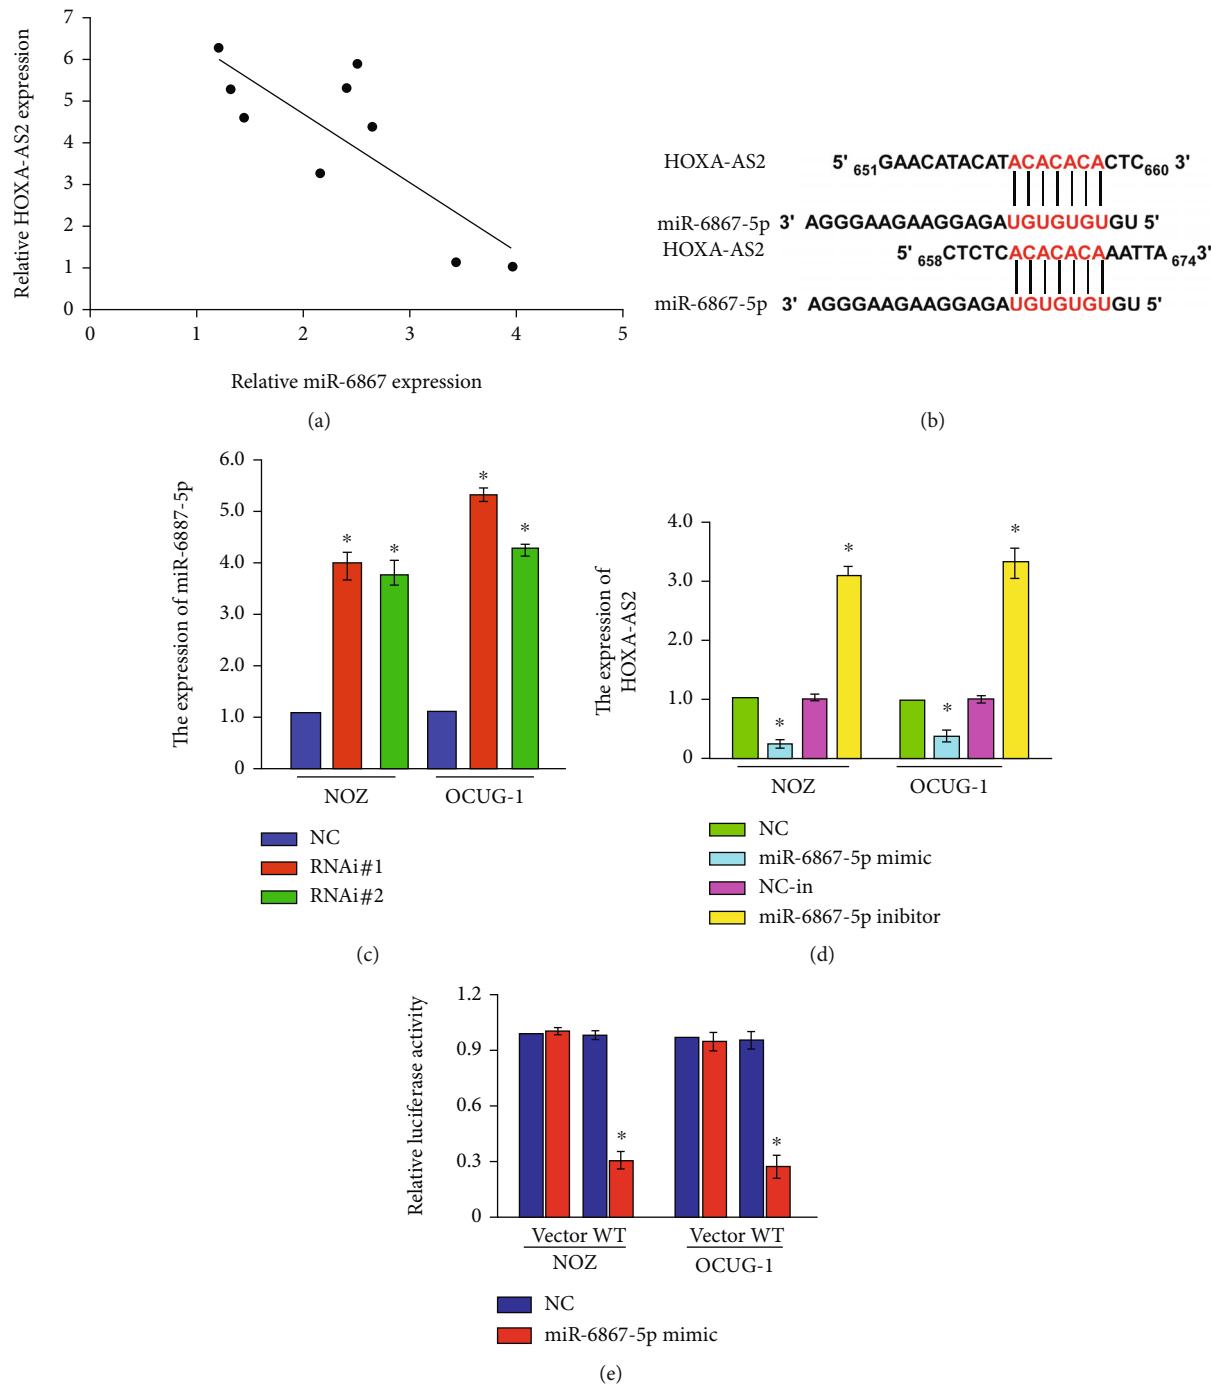 7
6
5
4
3
2
1
0
Relative HOXA-AS2 expression
0 1 2 3 4 5
Relative miR-6867 expression
(a)
HOXA-AS2 5' 651GAACATACATACACACACTC660 3'
miR-6867-5p 3' AGGGAAGAAGGAGAUGUGUGUGU 5'
HOXA-AS2 5' 658CTCTCACACACAAATTA 6743'
miR-6867-5p 3' AGGGAAGAAGGAGAUGUGUGUGU 5'
(b)
The expression of miR-6887-5p
6.0
5.0
4.0
3.0
2.0
1.0
0
* * * *
NOZ OCUG-1
NC
RNAi#1
RNAi#2
(c)
The expression of
HOXA-AS2
4.0
3.0
2.0
1.0
0
* * * *
NOZ OCUG-1
NC
miR-6867-5p mimic
NC-in
miR-6867-5p inibitor
(d)
Relative luciferase activity
1.2
0.9
0.6
0.3
0
* *
Vector WT Vector WT
NOZ OCUG-1
NC
miR-6867-5p mimic
(e)